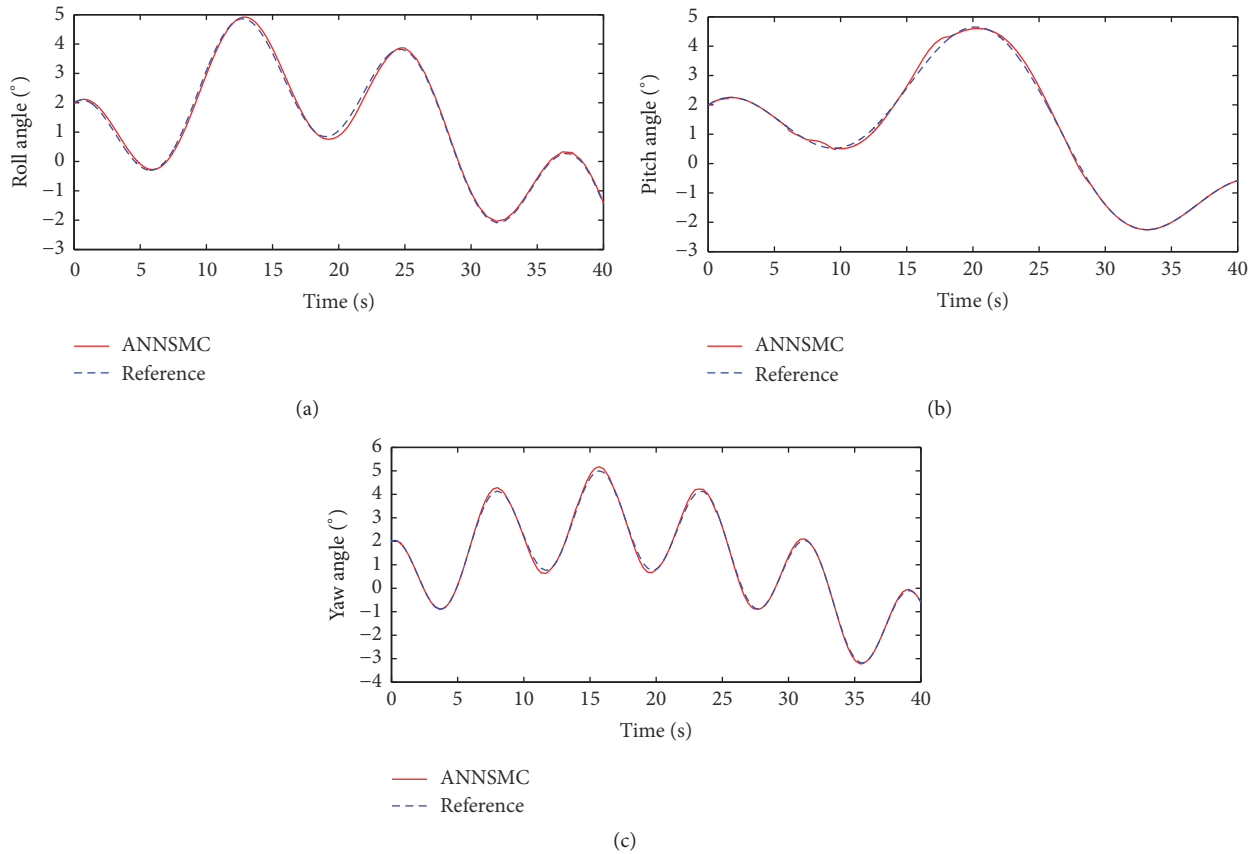 5
4
3
2
1
0
−1
−2
−3
Roll angle (°)
0 5 10 15 20 25 30 35 40
Time (s)
ANNSMC
Reference
(a)
5
4
3
2
1
0
−1
−2
−3
Pitch angle (°)
0 5 10 15 20 25 30 35 40
Time (s)
ANNSMC
Reference
(b)
6
5
4
3
2
1
0
−1
−2
−3
−4
Yaw angle (°)
0 5 10 15 20 25 30 35 40
Time (s)
ANNSMC
Reference
(c)